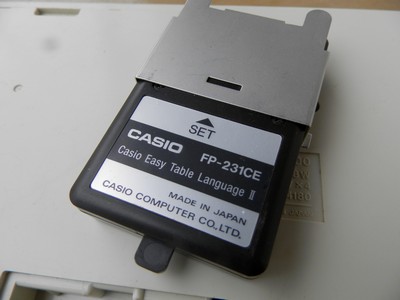 SET
CASIO FP-231CE
Casio Easy Table Language II
MADE IN JAPAN
CASIO COMPUTER CO.,LTD.